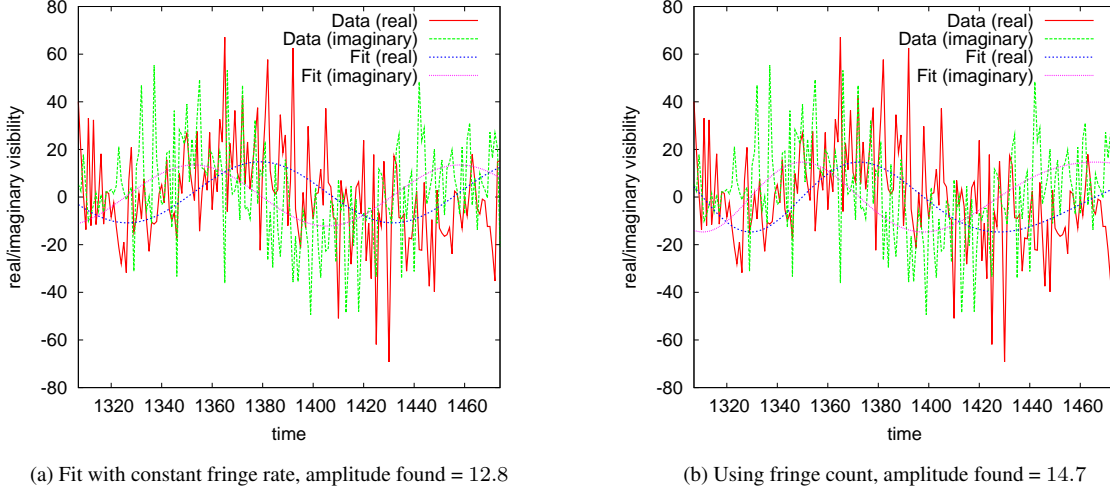 80
60
40
20
0
-20
-40
-60
-80
real/imaginary visibility
1320 1340 1360 1380 1400 1420 1440 1460
time
Data (real)
Data (imaginary)
Fit (real)
Fit (imaginary)
(a) Fit with constant fringe rate, amplitude found = 12.8
80
60
40
20
0
-20
-40
-60
-80
real/imaginary visibility
1320 1340 1360 1380 1400 1420 1440 1460
time
Data (real)
Data (imaginary)
Fit (real)
Fit (imaginary)
(b) Using fringe count, amplitude found = 14.7